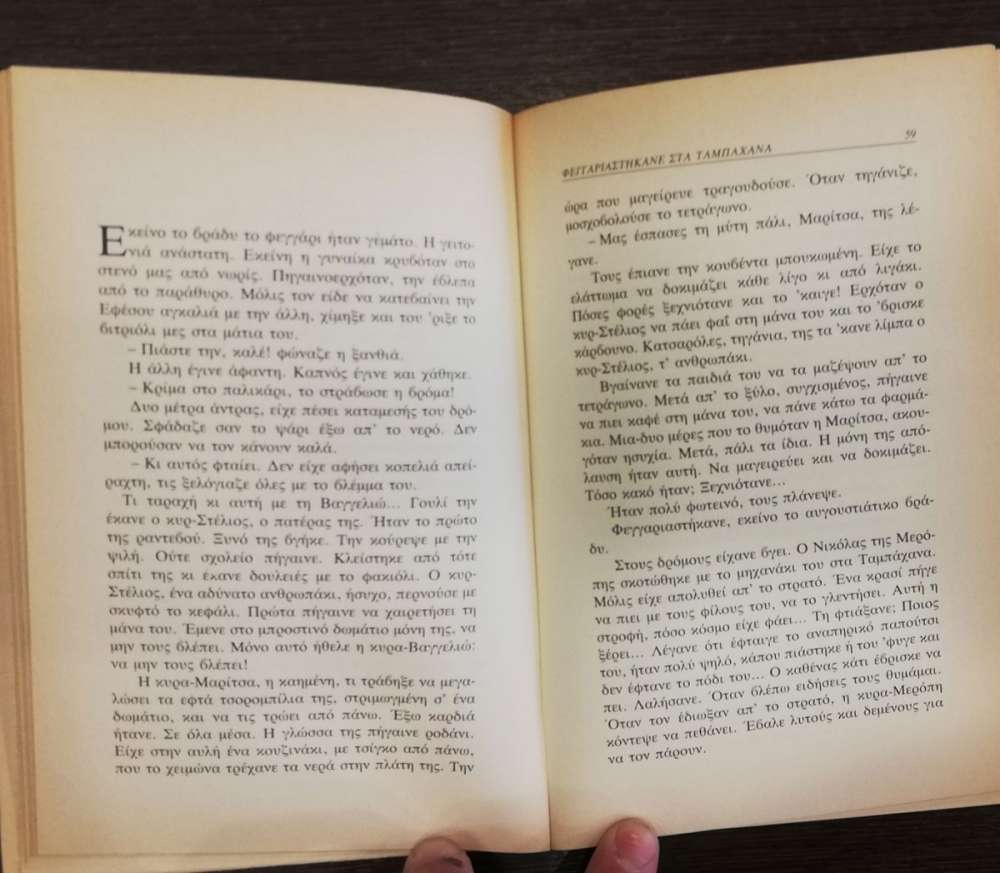 Εκείνο το βράδυ το φεγγάρι ήταν γεμάτο. Η γειτο-
νιά ανάστατη. Εκείνη η γυναίκα κρυβόταν στο
στενό μας από νωρίς. Πηγαινοερχόταν, την έβλεπα
από το παράθυρο. Μόλις τον είδε να κατεβαίνει την
Εφέσου αγκαλιά με την άλλη, χίμηξε και του 'ριξε το
βιτριόλι μες στα μάτια του.
– Πιάστε την, καλέ! φώναζε η ξανθιά.
Η άλλη έγινε άφαντη. Καπνός έγινε και χάθηκε.
– Κρίμα στο παλικάρι, το στράβωσε η βρόμα!
Δυο μέτρα άντρας, είχε πέσει καταμεσής του δρό-
μου. Σφάδαζε σαν το ψάρι έξω απ' το νερό. Δεν
μπορούσαν να τον κάνουν καλά.
– Κι αυτός φταίει. Δεν είχε αφήσει κοπελιά απεί-
ραχτη, τις ξελόγιαζε όλες με το βλέμμα του.
Τι ταραχή κι αυτή με τη Βαγγελιώ... Γουλί την
έκανε ο κυρ-Στέλιος, ο πατέρας της. Ήταν το πρώτο
της ραντεβού. Ξυνό της βγήκε. Την κούρεψε με την
ψιλή. Ούτε σχολείο πήγαινε. Κλείστηκε από τότε
σπίτι της κι έκανε δουλειές με το φακιόλι. Ο κυρ-
Στέλιος, ένα αδύνατο ανθρωπάκι, ήσυχο, περνούσε με
σκυφτό το κεφάλι. Πρώτα πήγαινε να χαιρετήσει τη
μάνα του. Έμενε στο μπροστινό δωμάτιο μόνη της, να
μην τους βλέπει. Μόνο αυτό ήθελε η κυρα-Βαγγελιώ:
να μην τους βλέπει!
Η κυρα-Μαρίτσα, η καημένη, τι τράβηξε να μεγα-
λώσει τα εφτά τσορομπίλια της, στριμωγμένη σ' ένα
δωμάτιο, και να τις τρώει από πάνω. Έξω καρδιά
ήτανε. Σε όλα μέσα. Η γλώσσα της πήγαινε ροδάνι.
Είχε στην αυλή ένα κουζινάκι, με τσίγκο από πάνω,
που το χειμώνα τρέχανε τα νερά στην πλάτη της. Την
ΦΕΓΓΑΡΙΑΣΤΗΚΑΝΕ ΣΤΑ ΤΑΜΠΑΧΑΝΑ 59
ώρα που μαγείρευε τραγουδούσε. Όταν τηγάνιζε,
μοσχοβολούσε το τετράγωνο.
– Μας έσπασες τη μύτη πάλι, Μαρίτσα, της λέ-
γανε.
Τους έπιανε την κουβέντα μπουκωμένη. Είχε το
ελάττωμα να δοκιμάζει κάθε λίγο κι από λιγάκι.
Πόσες φορές ξεχνιότανε και το 'καιγε! Ερχόταν ο
κυρ-Στέλιος να πάει φαΐ στη μάνα του και το 'βρισκε
κάρβουνο. Κατσαρόλες, τηγάνια, της τα 'κανε λίμπα ο
κυρ-Στέλιος, τ' ανθρωπάκι.
Βγαίνανε τα παιδιά του να τα μαζέψουν απ' το
τετράγωνο. Μετά απ' το ξύλο, συγχισμένος, πήγαινε
να πιει καφέ στη μάνα του, να πάνε κάτω τα φαρμά-
κια. Μια-δυο μέρες που το θυμόταν η Μαρίτσα, ακου-
γόταν ησυχία. Μετά, πάλι τα ίδια. Η μόνη της από-
λαυση ήταν αυτή. Να μαγειρεύει και να δοκιμάζει.
Τόσο κακό ήταν; Ξεχνιότανε...
Ήταν πολύ φωτεινό, τους πλάνεψε.
Φεγγαριαστήκανε, εκείνο το αυγουστιάτικο βρά-
δυ.
Στους δρόμους είχανε βγει. Ο Νικόλας της Μερό-
πης σκοτώθηκε με το μηχανάκι του στα Ταμπάχανα.
Μόλις είχε απολυθεί απ' το στρατό. Ένα κρασί πήγε
να πιει με τους φίλους του, να το γλεντήσει. Αυτή η
στροφή, πόσο κόσμο είχε φάει... Τη φτιάξανε; Ποιος
ξέρει... Λέγανε ότι έφταιγε το αναπηρικό παπούτσι
του, ήταν πολύ ψηλό, κάπου πιάστηκε ή του 'φυγε και
δεν έφτανε το πόδι του... Ο καθένας κάτι έβρισκε να
πει. Λαλήσανε. Όταν βλέπω ειδήσεις τους θυμάμαι.
Όταν τον έδιωξαν απ' το στρατό, η κυρα-Μερόπη
κόντεψε να πεθάνει. Έβαλε λυτούς και δεμένους για
να τον πάρουν.